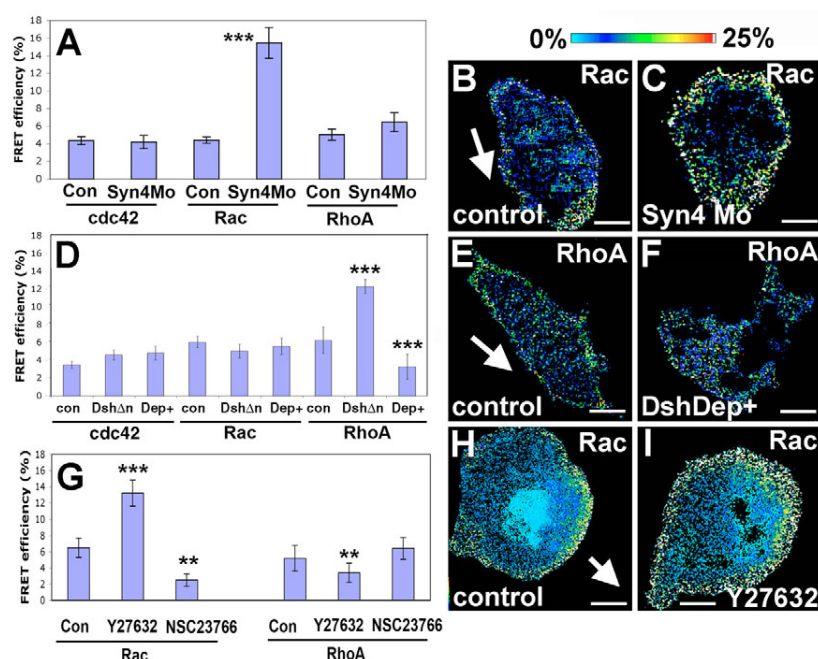 A
FRET efficiency (%)
18
16
14
12
10
8
6
4
2
0
***
Con Syn4Mo Con Syn4Mo Con Syn4Mo
cdc42 Rac RhoA
0% 25%
B Rac
control
C Rac
Syn4 Mo
D
FRET efficiency (%)
18
16
14
12
10
8
6
4
2
0
*** ***
con DshΔn Dep+ con DshΔn Dep+ con DshΔn Dep+
cdc42 Rac RhoA
E RhoA
control
F RhoA
DshDep+
G
FRET efficiency (%)
18
16
14
12
10
8
6
4
2
0
*** ** **
Con Y27632 NSC23766 Con Y27632 NSC23766
Rac RhoA
H Rac
control
I Rac
Y27632